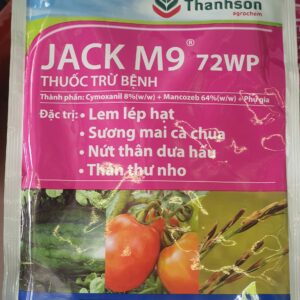 Thanhson
agrochem
JACK M9® 72WP
THUỐC TRỪ BỆNH
Thành phần: Cymoxanil 8%(w/w) + Mancozeb 64%(w/w) + Phụ gia
Đặc trị: • Lem lép hạt
• Sương mai cà chua
• Nứt thân dưa hấu
• Thán thư nho